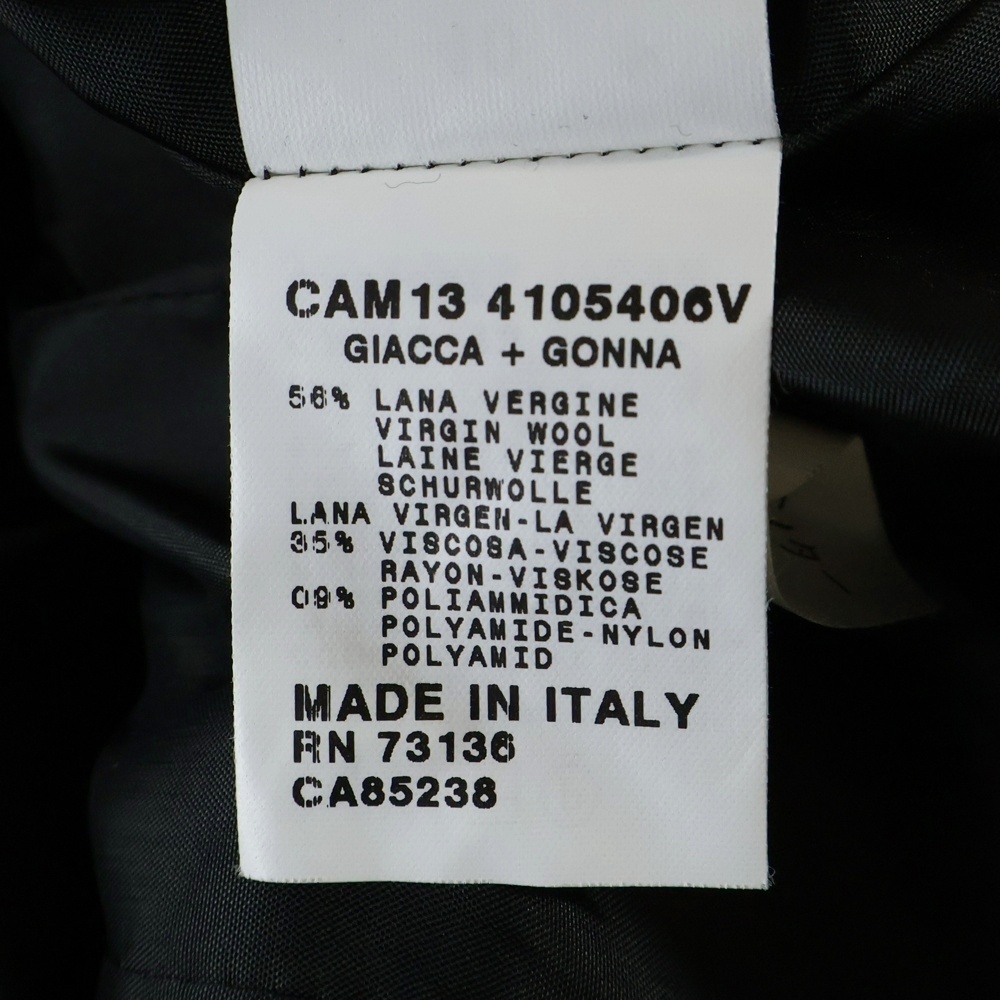 CAM13 4105406V
GIACCA + GONNA
56% LANA VERGINE
VIRGIN WOOL
LAINE VIERGE
SCHURWOLLE
LANA VIRGEN-LA VIRGEN
35% VISCOSA-VISCOSE
RAYON-VISKOSE
09% POLIAMMIDICA
POLYAMIDE-NYLON
POLYAMID
MADE IN ITALY
RN 73136
CA85238